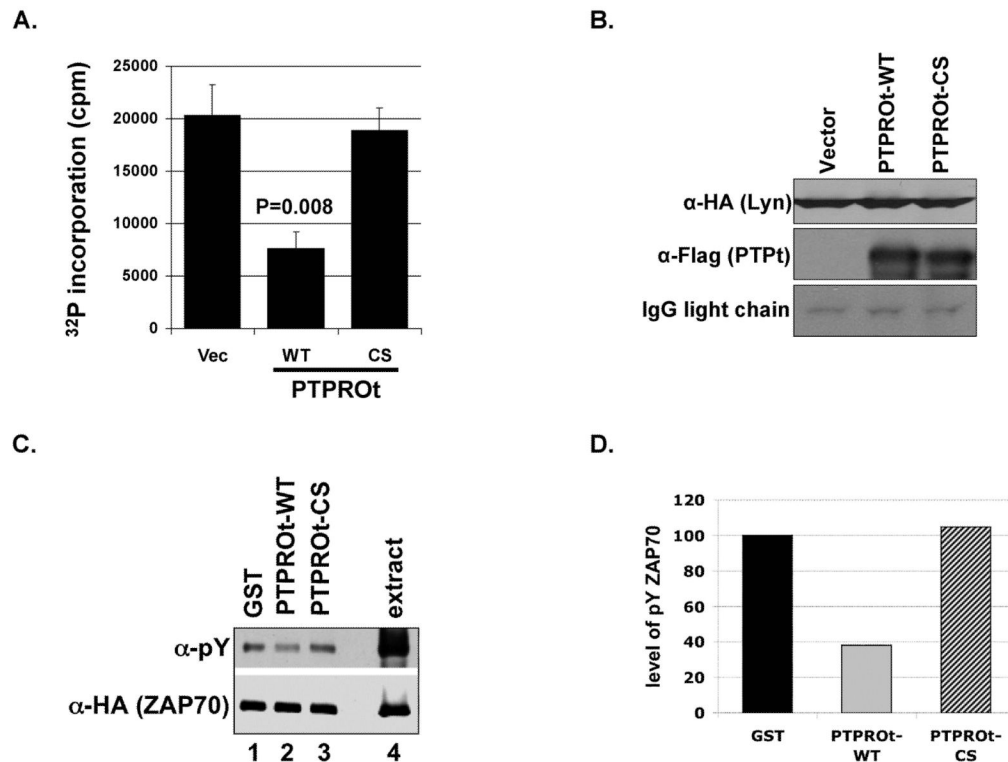 A.
³²P incorporation (cpm)
25000
20000
15000
10000
5000
0
P=0.008
Vec
WT
CS
PTPROt
B.
Vector
PTPROt-WT
PTPROt-CS
α-HA (Lyn)
α-Flag (PTPt)
IgG light chain
C.
GST
PTPROt-WT
PTPROt-CS
extract
α-pY
α-HA (ZAP70)
1 2 3 4
D.
level of pY ZAP70
120
100
80
60
40
20
0
GST
PTPROt-
WT
PTPROt-
CS